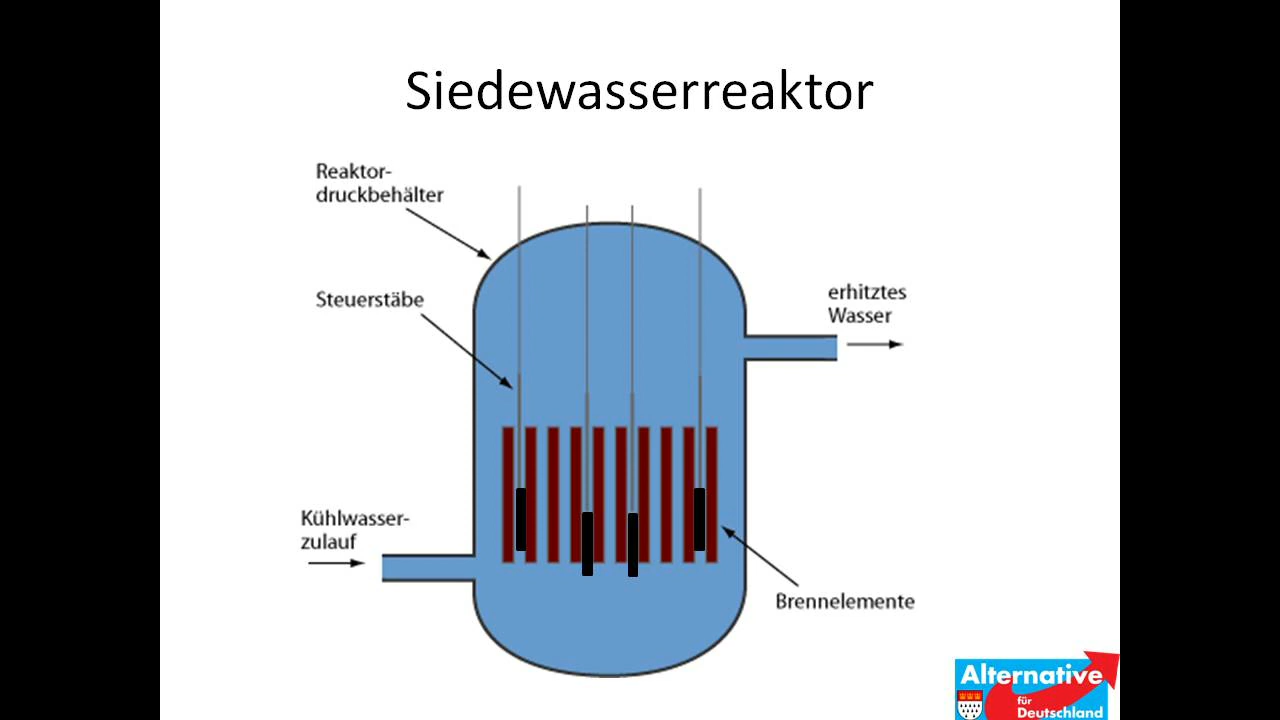 Siedewasserreaktor
Reaktor-
druckbehälter
Steuerstäbe
erhitztes
Wasser
Kühlwasser-
zulauf
Brennelemente
Alternative
für
Deutschland